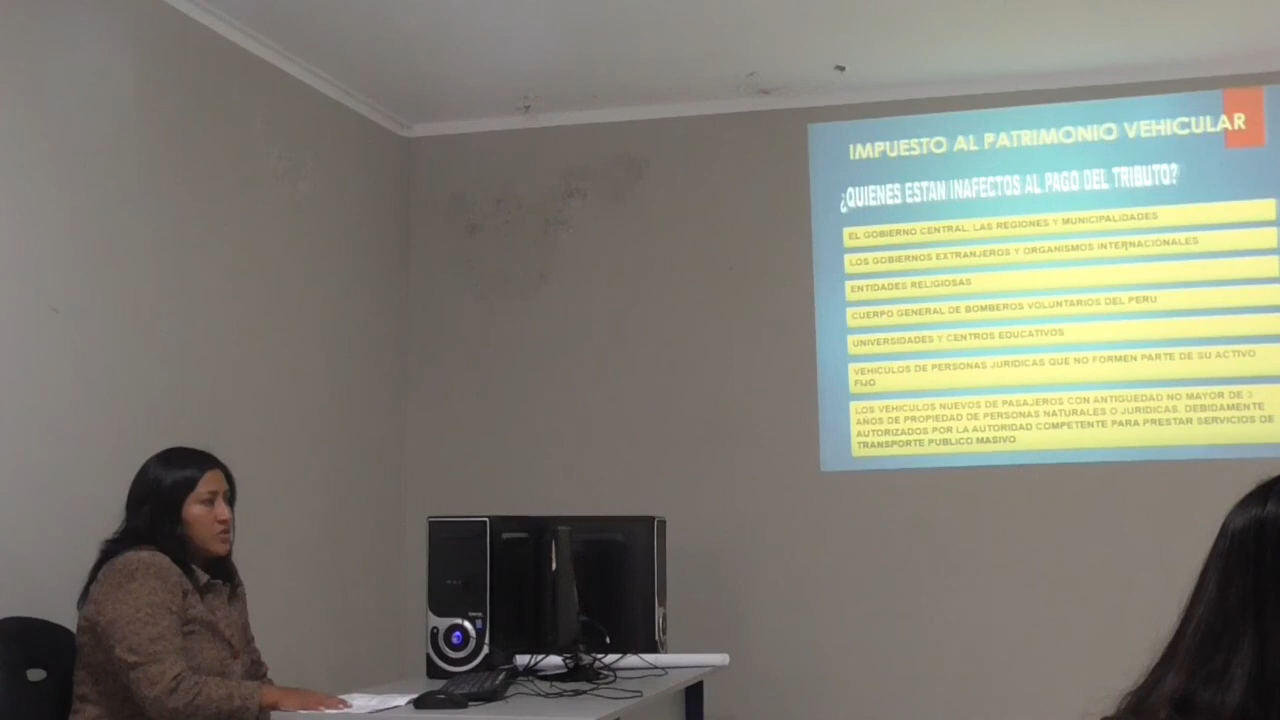 IMPUESTO AL PATRIMONIO VEHICULAR
¿QUIENES ESTAN INAFECTOS AL PAGO DEL TRIBUTO?
EL GOBIERNO CENTRAL, LAS REGIONES Y MUNICIPALIDADES
LOS GOBIERNOS EXTRANJEROS Y ORGANISMOS INTERNACIONALES
ENTIDADES RELIGIOSAS
CUERPO GENERAL DE BOMBEROS VOLUNTARIOS DEL PERU
UNIVERSIDADES Y CENTROS EDUCATIVOS
VEHICULOS DE PERSONAS JURIDICAS QUE NO FORMEN PARTE DE SU ACTIVO
FIJO
LOS VEHICULOS NUEVOS DE PASAJEROS CON ANTIGUEDAD NO MAYOR DE 3
AÑOS DE PROPIEDAD DE PERSONAS NATURALES O JURIDICAS, DEBIDAMENTE
AUTORIZADOS POR LA AUTORIDAD COMPETENTE PARA PRESTAR SERVICIOS DE
TRANSPORTE PUBLICO MASIVO